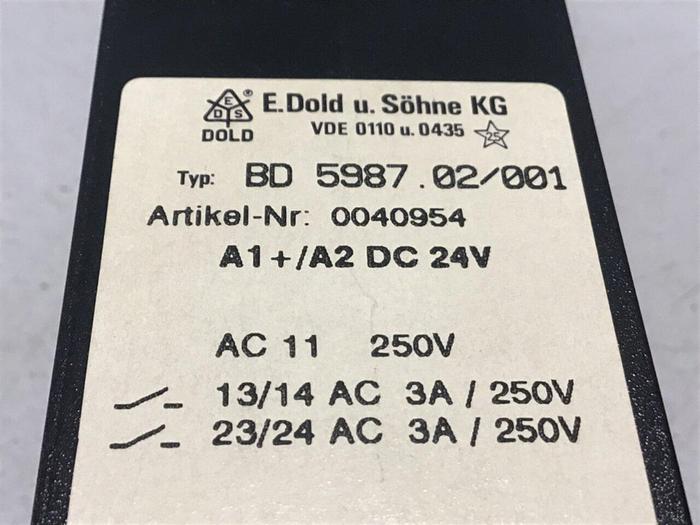 E D S ® E.Dold u. Söhne KG
DOLD VDE 0110 u. 0435 25
Typ: BD 5987.02/001
Artikel-Nr: 0040954
A1+/A2 DC 24V
AC 11 250V
13/14 AC 3A / 250V
23/24 AC 3A / 250V